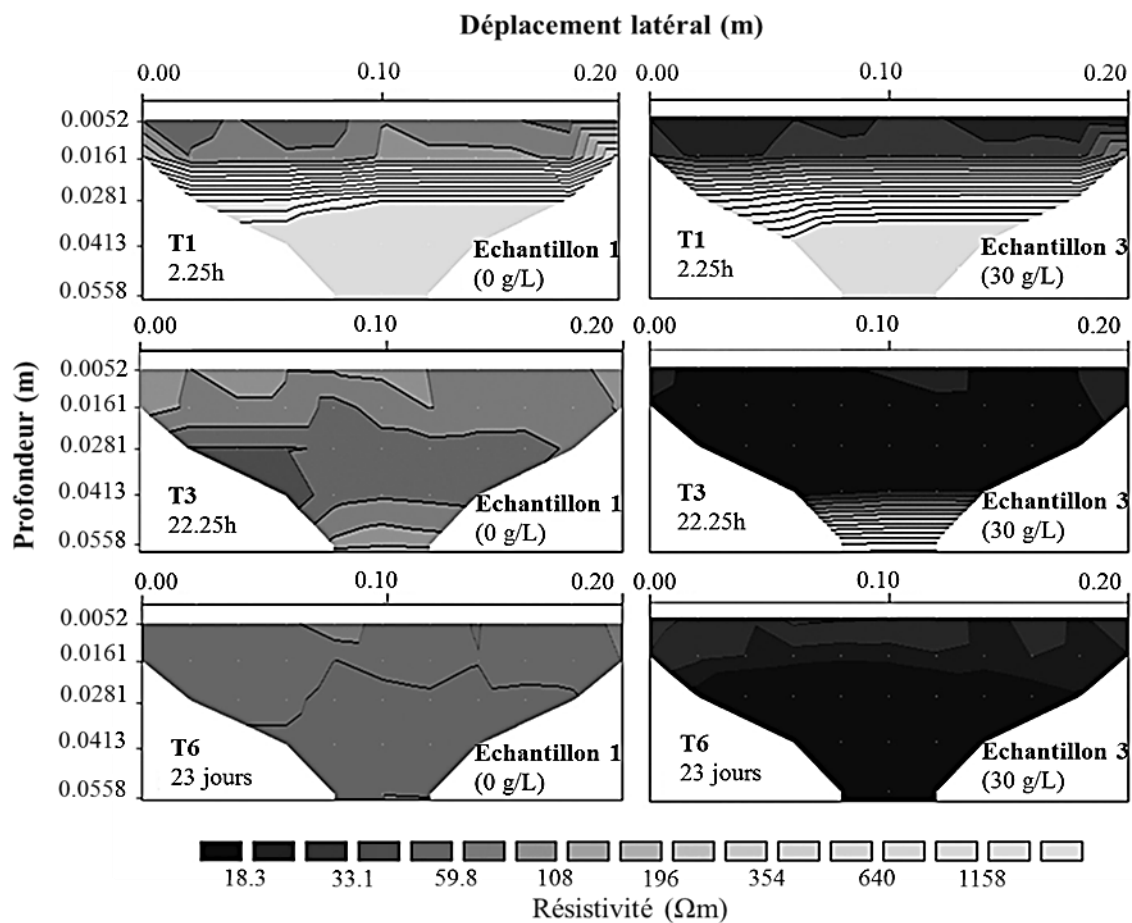 Déplacement latéral (m)
0.00 0.10 0.20 0.00 0.10 0.20
0.0052
0.0161
0.0281
0.0413
0.0558
T1
2.25h
Echantillon 1
(0 g/L)
T1
2.25h
Echantillon 3
(30 g/L)
Profondeur (m)
0.00 0.10 0.20 0.00 0.10 0.20
0.0052
0.0161
0.0281
0.0413
0.0558
T3
22.25h
Echantillon 1
(0 g/L)
T3
22.25h
Echantillon 3
(30 g/L)
0.00 0.10 0.20 0.00 0.10 0.20
0.0052
0.0161
0.0281
0.0413
0.0558
T6
23 jours
Echantillon 1
(0 g/L)
T6
23 jours
Echantillon 3
(30 g/L)
18.3 33.1 59.8 108 196 354 640 1158
Résistivité (Ωm)